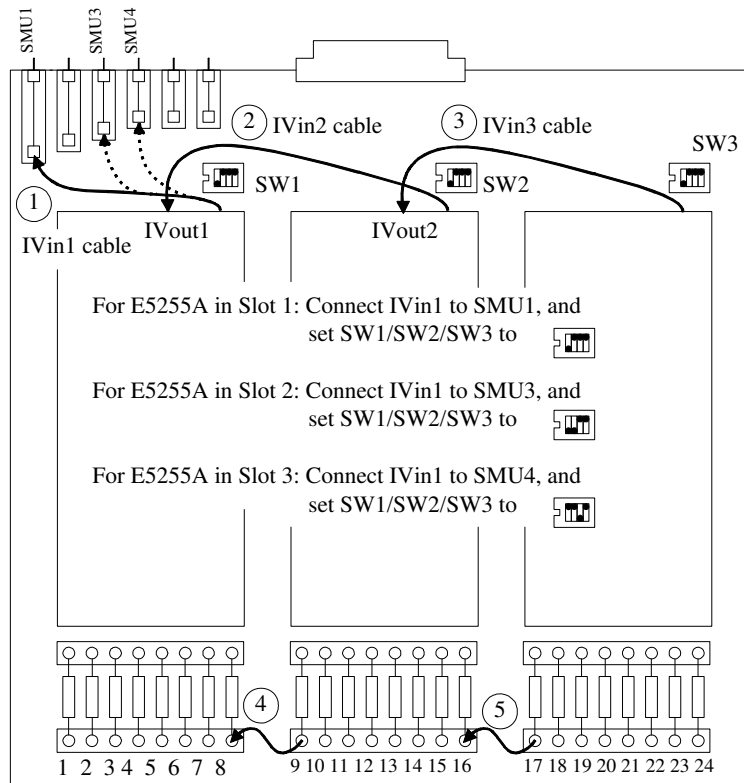 SMU1
SMU3
SMU4
2 IVin2 cable
3 IVin3 cable
SW3
SW1
SW2
1
IVin1 cable
IVout1
IVout2
For E5255A in Slot 1: Connect IVin1 to SMU1, and
set SW1/SW2/SW3 to
For E5255A in Slot 2: Connect IVin1 to SMU3, and
set SW1/SW2/SW3 to
For E5255A in Slot 3: Connect IVin1 to SMU4, and
set SW1/SW2/SW3 to
4
5
1 2 3 4 5 6 7 8
9 10 11 12 13 14 15 16
17 18 19 20 21 22 23 24